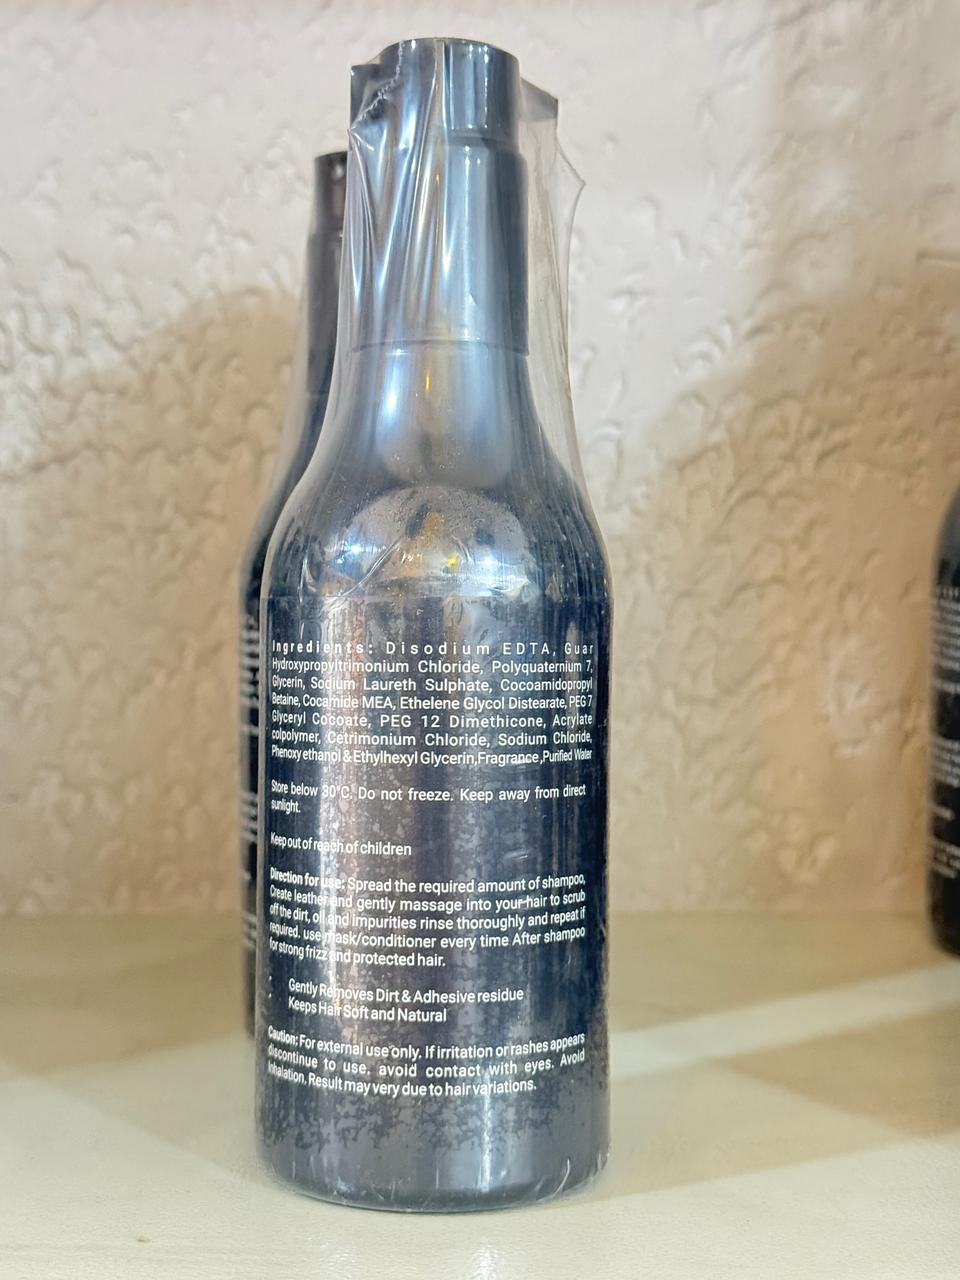 Ingredients: Disodium EDTA, Guar
Hydroxypropyltrimonium Chloride, Polyquaternium 7,
Glycerin, Sodium Laureth Sulphate, Cocoamidopropyl
Betaine, Cocamide MEA, Ethelene Glycol Distearate, PEG 7
Glyceryl Cocoate, PEG 12 Dimethicone, Acrylate
colpolymer, Cetrimonium Chloride, Sodium Chloride,
Phenoxy ethanol & Ethylhexyl Glycerin,Fragrance ,Purified Water
Store below 30°C. Do not freeze. Keep away from direct
sunlight.
Keep out of reach of children
Direction for use: Spread the required amount of shampoo,
Create leather and gently massage into your hair to scrub
off the dirt, oil and impurities rinse thoroughly and repeat if
required. use mask/conditioner every time After shampoo
for strong frizz and protected hair.
Gently Removes Dirt & Adhesive residue
Keeps Hair Soft and Natural
Caution: For external use only. If irritation or rashes appears
discontinue to use. avoid contact with eyes. Avoid
Inhalation. Result may very due to hair variations.